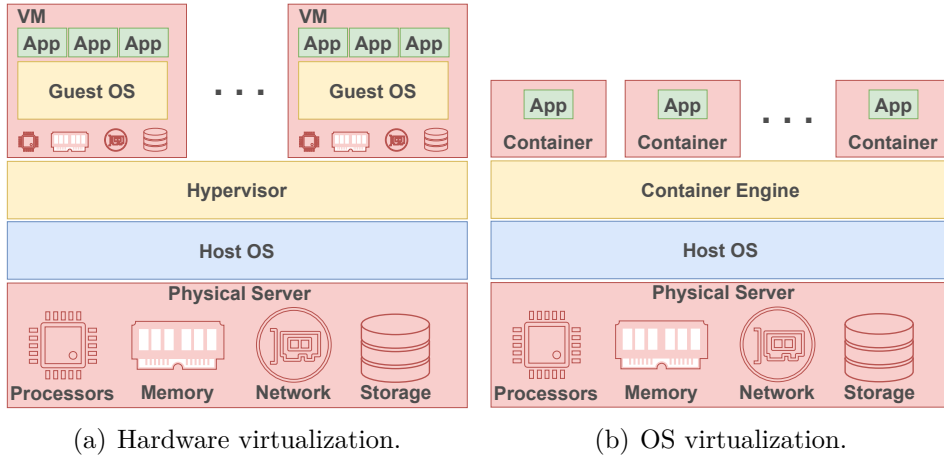 VM
App App App
Guest OS
. . .
VM
App App App
Guest OS
Hypervisor
Host OS
Physical Server
Processors Memory Network Storage
(a) Hardware virtualization.
App
Container
App
Container
. . .
App
Container
Container Engine
Host OS
Physical Server
Processors Memory Network Storage
(b) OS virtualization.